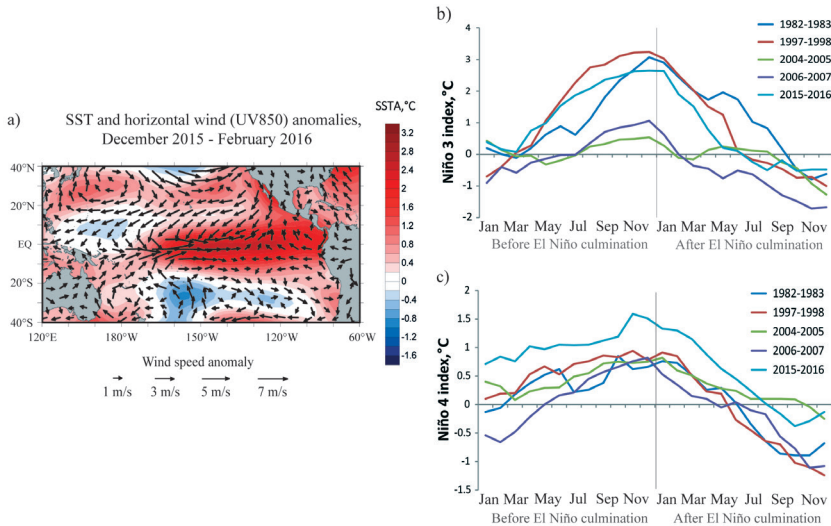 a)
SST and horizontal wind (UV850) anomalies,
December 2015 - February 2016
SSTA,°C
40°N
20°N
EQ
20°S
40°S
120°E
180°W
150°W
120°W
60°W
3.2
2.8
2.4
2.0
1.6
1.2
0.8
0.4
0
-0.4
-0.8
-1.2
-1.6
Wind speed anomaly
1 m/s 3 m/s 5 m/s 7 m/s
b)
Niño 3 index,°C
4
3
2
1
0
-1
-2
1982-1983
1997-1998
2004-2005
2006-2007
2015-2016
Jan Mar May Jul Sep Nov Jan Mar May Jul Sep Nov
Before El Niño culmination After El Niño culmination
c)
Niño 4 index,°C
2
1.5
1
0.5
0
-0.5
-1
-1.5
1982-1983
1997-1998
2004-2005
2006-2007
2015-2016
Jan Mar May Jul Sep Nov Jan Mar May Jul Sep Nov
Before El Niño culmination After El Niño culmination